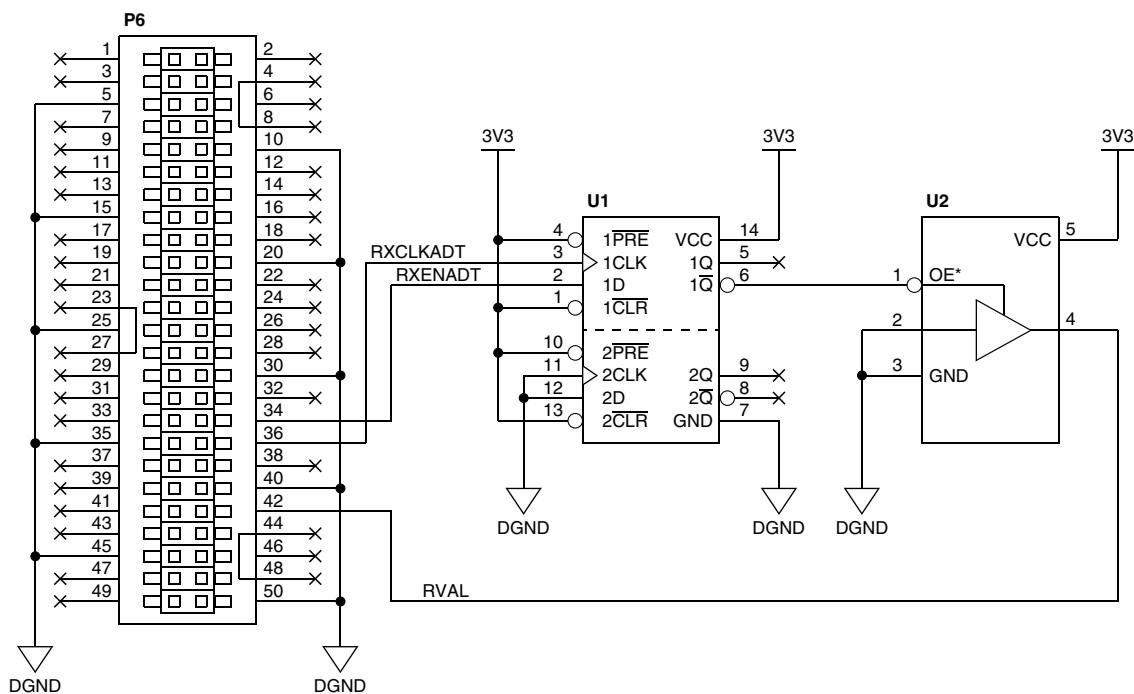 P6
1 2
3 4
5 6
7 8
9 10
11 12
13 14
15 16
17 18
19 20
21 22
23 24
25 26
27 28
29 30
31 32
33 34
35 36
37 38
39 40
41 42
43 44
45 46
47 48
49 50
DGND
DGND
RXCLKADT
RXENADT
RVAL
3V3
3V3
U1
4 1PRE VCC 14
3 1CLK 1Q 5
2 1D 1Q 6
1 1CLR
10 2PRE
11 2CLK 2Q 9
12 2D 2Q 8
13 2CLR GND 7
DGND
DGND
3V3
U2
VCC 5
1 OE*
2 4
3 GND
DGND